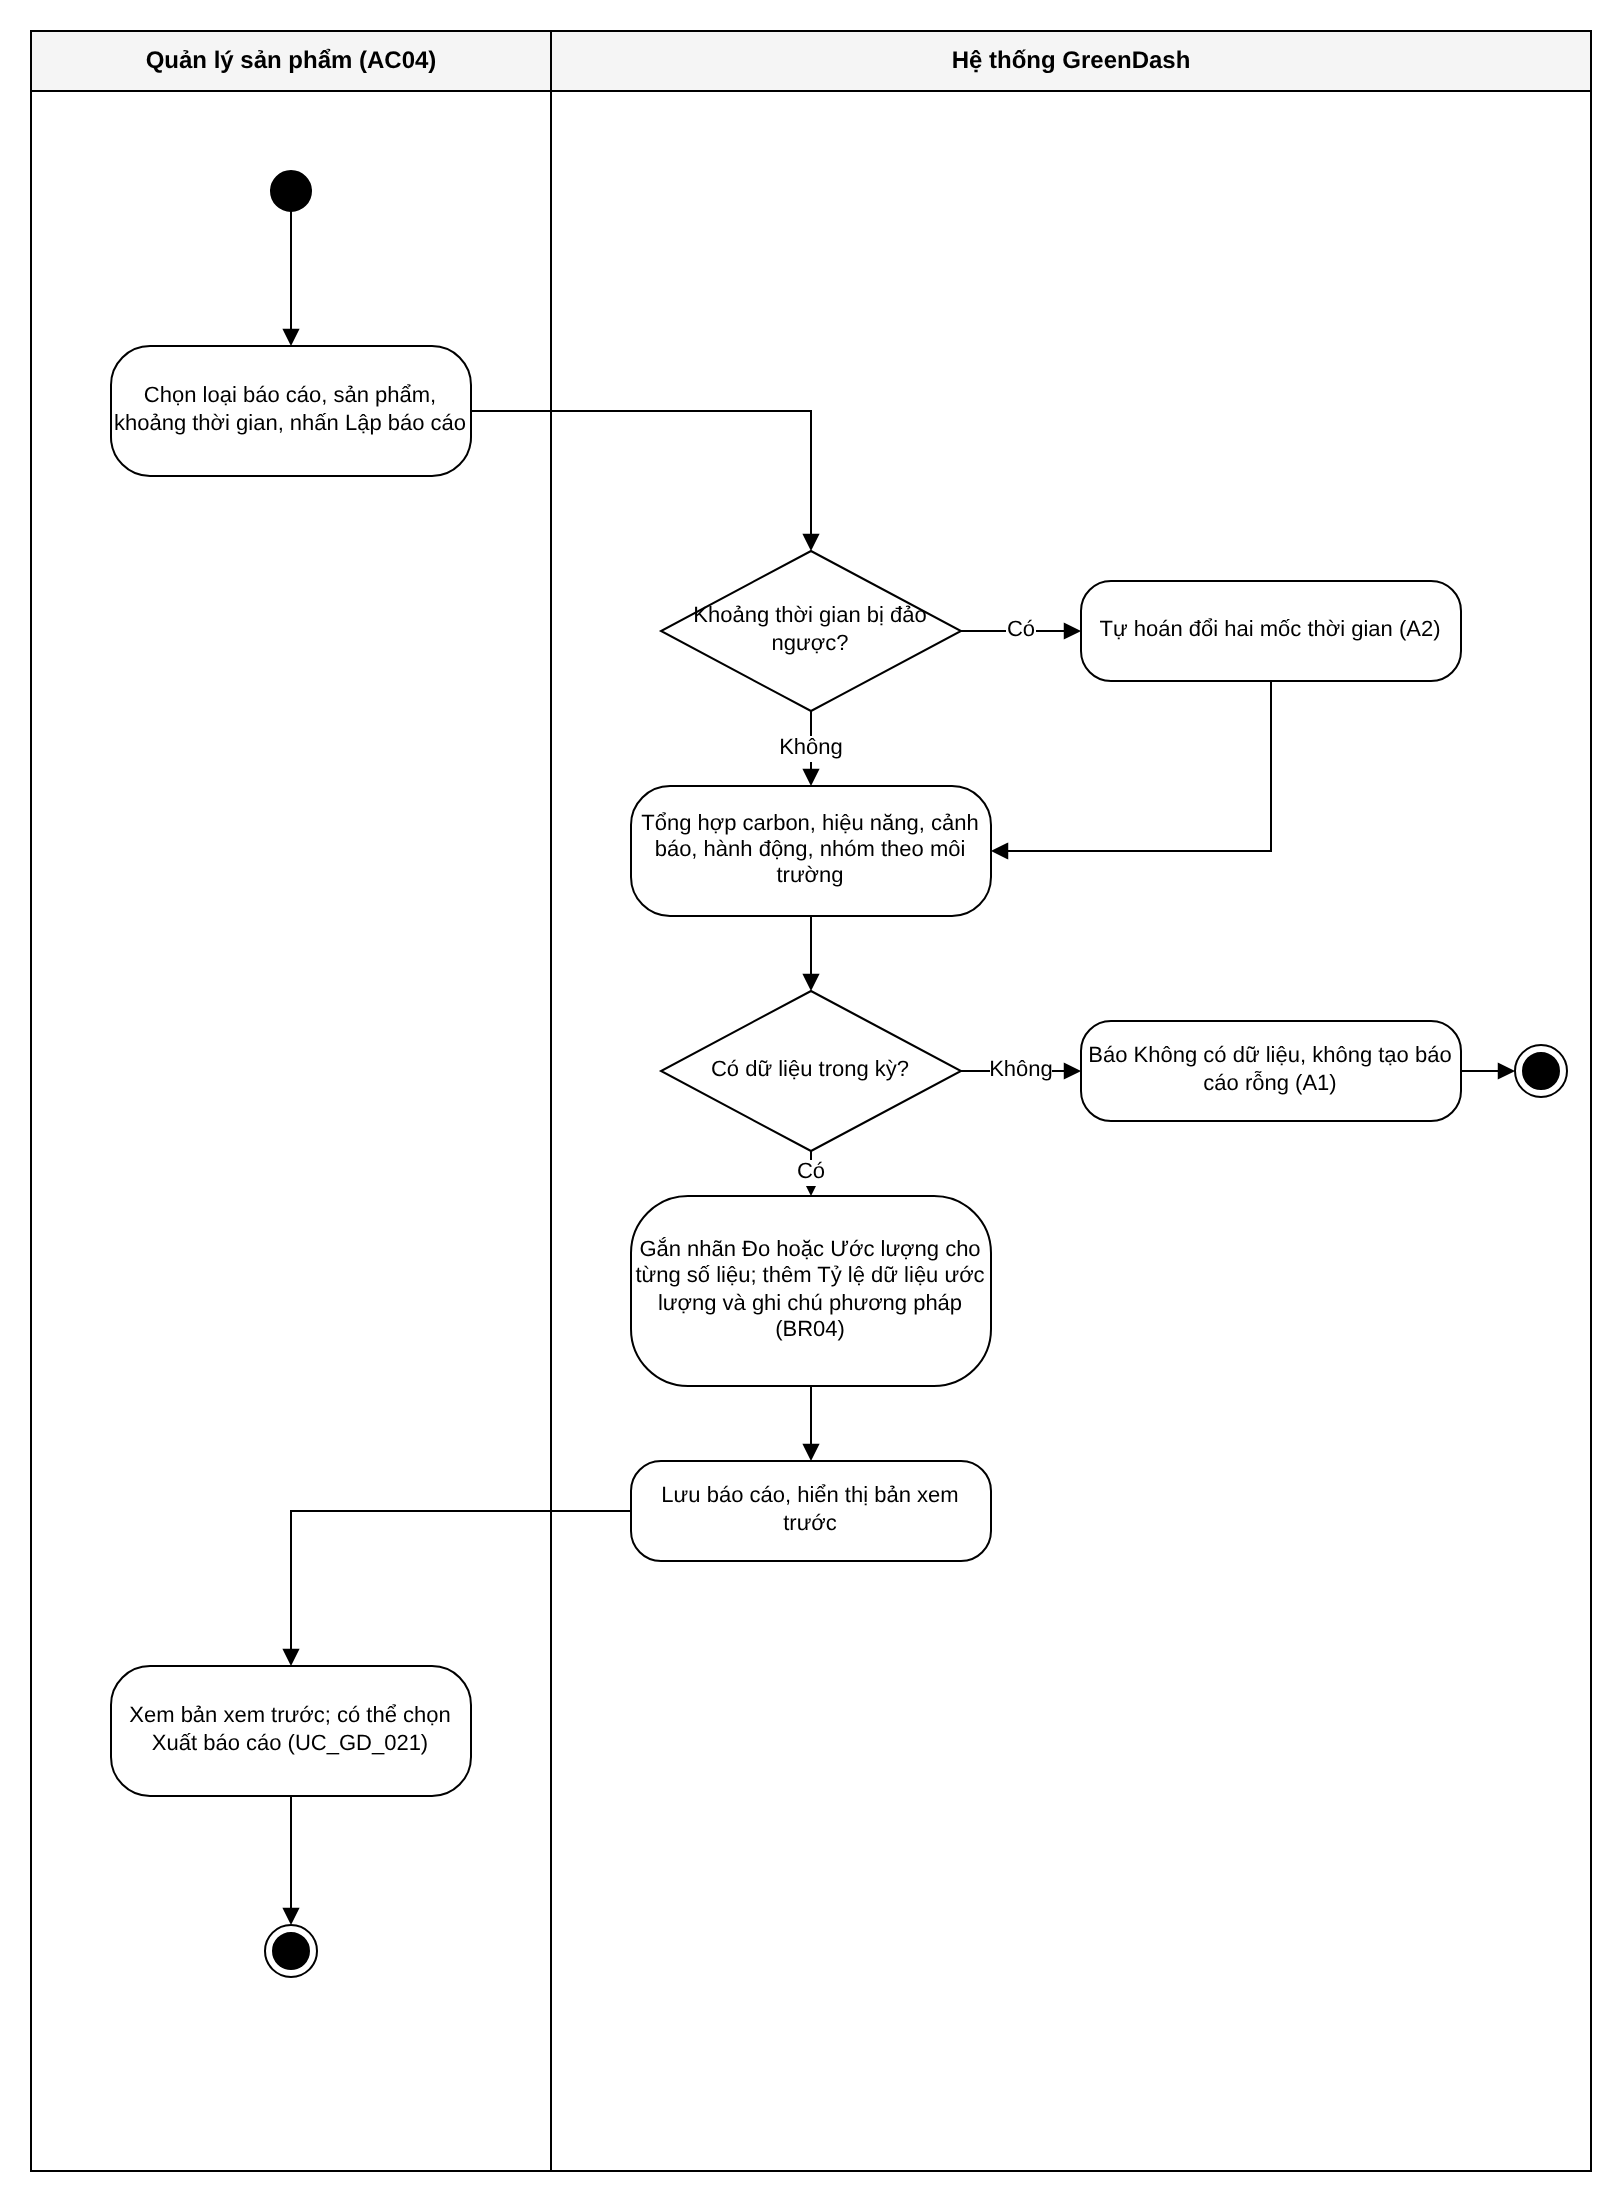 Quản lý sản phẩm (AC04)
Hệ thống GreenDash
Chọn loại báo cáo, sản phẩm,
khoảng thời gian, nhấn Lập báo cáo
Khoảng thời gian bị đảo
ngược?
Có
Tự hoán đổi hai mốc thời gian (A2)
Không
Tổng hợp carbon, hiệu năng, cảnh
báo, hành động, nhóm theo môi
trường
Có dữ liệu trong kỳ?
Không
Báo Không có dữ liệu, không tạo báo
cáo rỗng (A1)
Có
Gắn nhãn Đo hoặc Ước lượng cho
từng số liệu; thêm Tỷ lệ dữ liệu ước
lượng và ghi chú phương pháp
(BR04)
Lưu báo cáo, hiển thị bản xem
trước
Xem bản xem trước; có thể chọn
Xuất báo cáo (UC_GD_021)